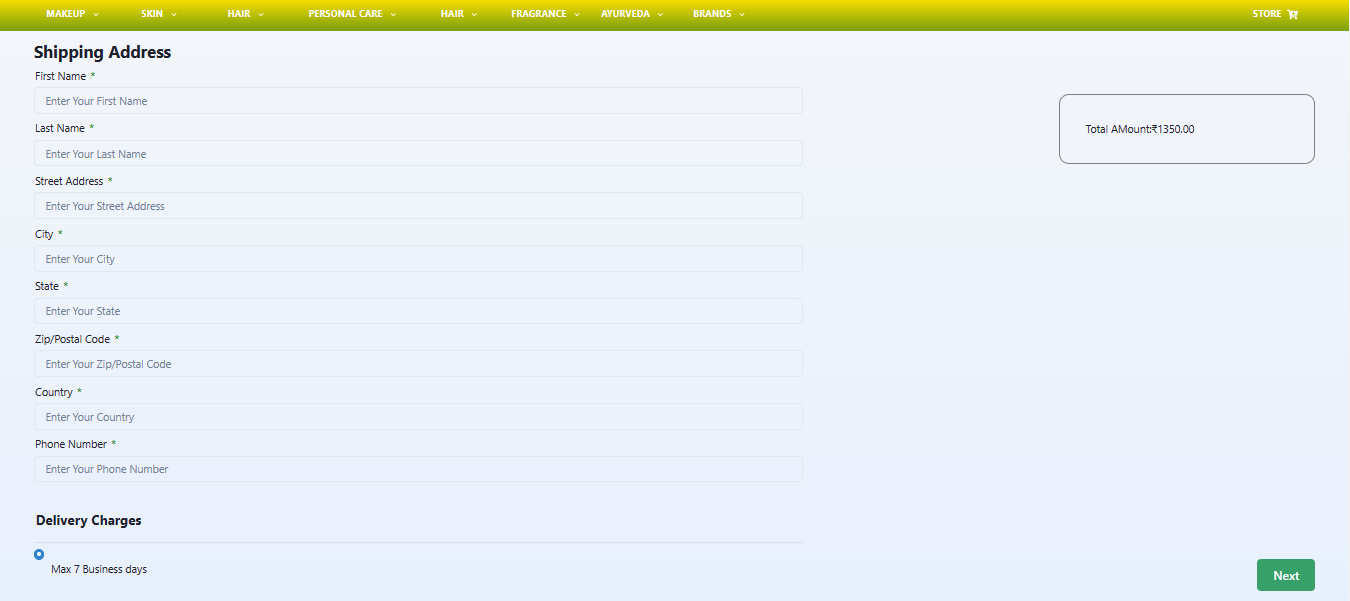 MAKEUP SKIN HAIR PERSONAL CARE HAIR FRAGRANCE AYURVEDA BRANDS STORE
Shipping Address
First Name *
Enter Your First Name
Last Name *
Enter Your Last Name
Street Address *
Enter Your Street Address
City *
Enter Your City
State *
Enter Your State
Zip/Postal Code *
Enter Your Zip/Postal Code
Country *
Enter Your Country
Phone Number *
Enter Your Phone Number
Total AMount:₹1350.00
Delivery Charges
Max 7 Business days
Next